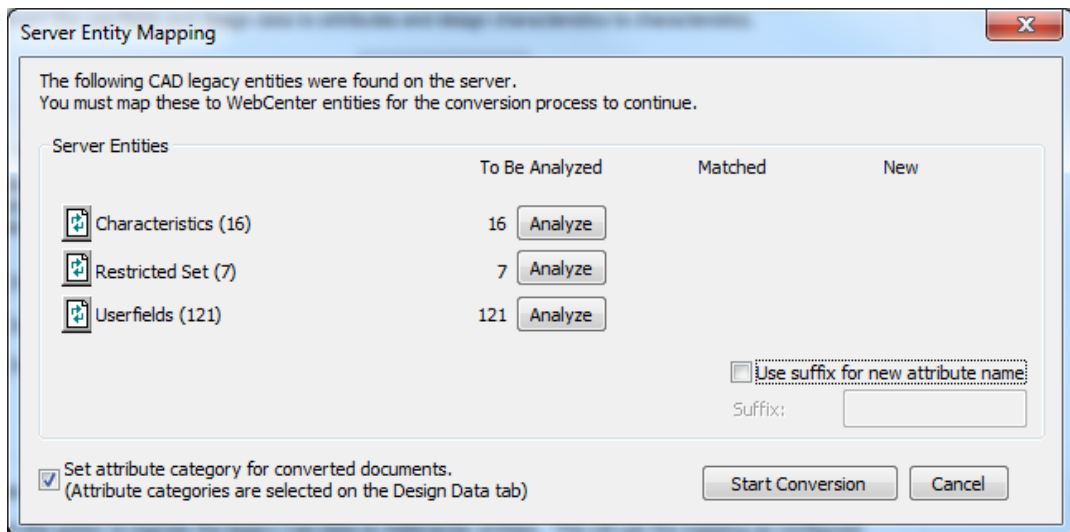 Server Entity Mapping
The following CAD legacy entities were found on the server.
You must map these to WebCenter entities for the conversion process to continue.
Server Entities
To Be Analyzed Matched New
Characteristics (16) 16 Analyze
Restricted Set (7) 7 Analyze
Userfields (121) 121 Analyze
Use suffix for new attribute name
Suffix:
Set attribute category for converted documents.
(Attribute categories are selected on the Design Data tab)
Start Conversion Cancel